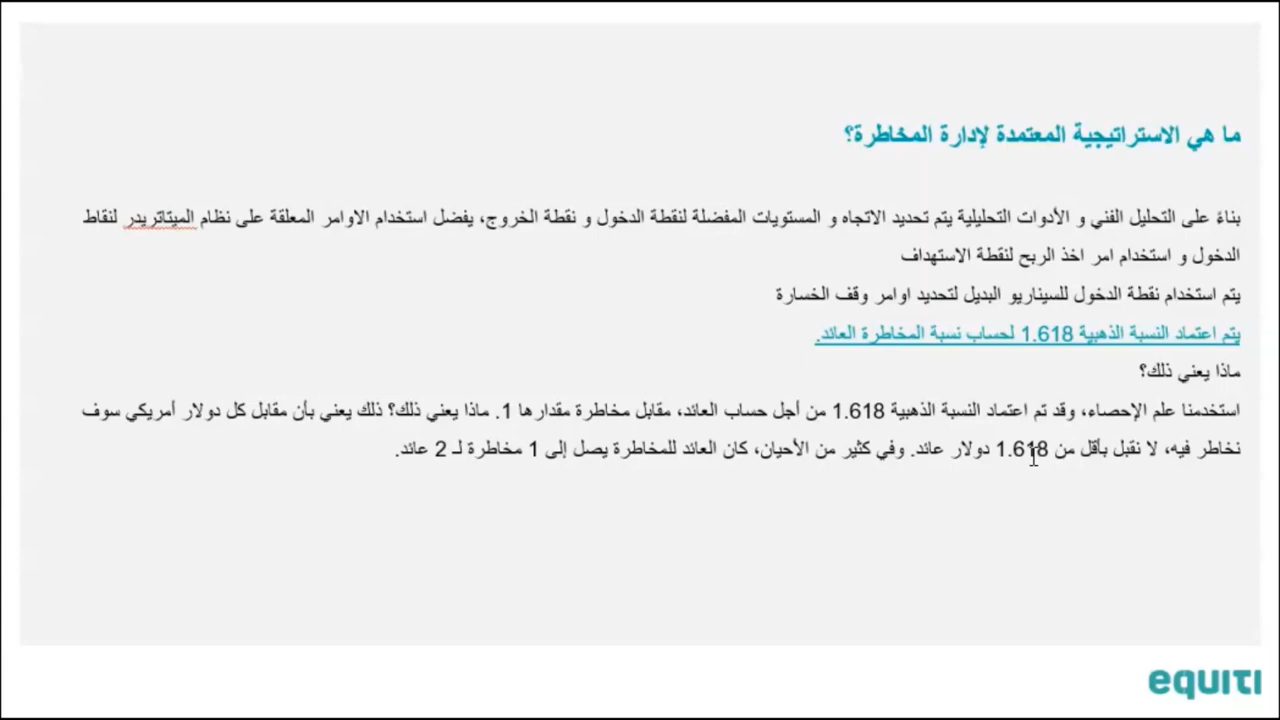 ما هي الاستراتيجية المعتمدة لإدارة المخاطرة؟
بناءً على التحليل الفني و الأدوات التحليلية يتم تحديد الاتجاه و المستويات المفضلة لنقطة الدخول و نقطة الخروج، يفضل استخدام الاوامر المعلقة على نظام الميتاتريدر لنقاط
الدخول و استخدام امر اخذ الربح لنقطة الاستهداف
يتم استخدام نقطة الدخول للسيناريو البديل لتحديد اوامر وقف الخسارة
يتم اعتماد النسبة الذهبية 1.618 لحساب نسبة المخاطرة العائد.
ماذا يعني ذلك؟
استخدمنا علم الإحصاء، وقد تم اعتماد النسبة الذهبية 1.618 من أجل حساب العائد، مقابل مخاطرة مقدارها 1. ماذا يعني ذلك؟ ذلك يعني بأن مقابل كل دولار أمريكي سوف
نخاطر فيه، لا نقبل بأقل من 1.618 دولار عائد. وفي كثير من الأحيان، كان العائد للمخاطرة يصل إلى 1 مخاطرة لـ 2 عائد.
equiti